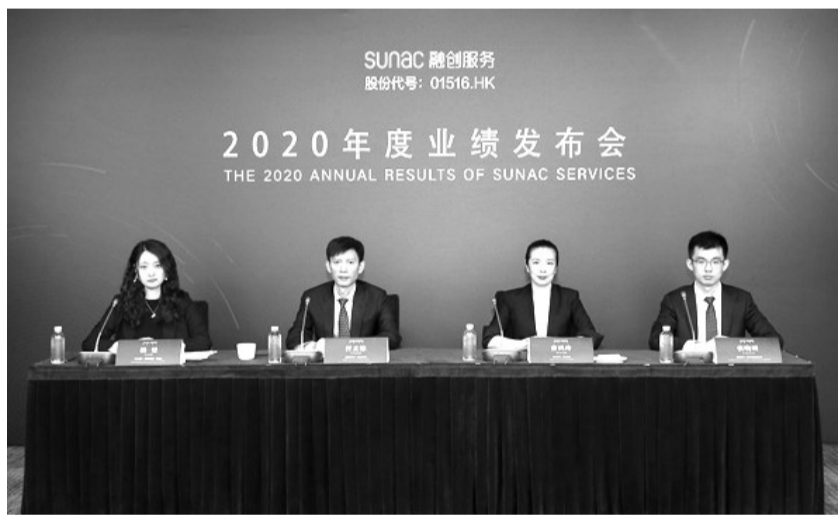 sunac 融创服务
股份代号：01516.HK
2020年度业绩发布会
THE 2020 ANNUAL RESULTS OF SUNAC SERVICES